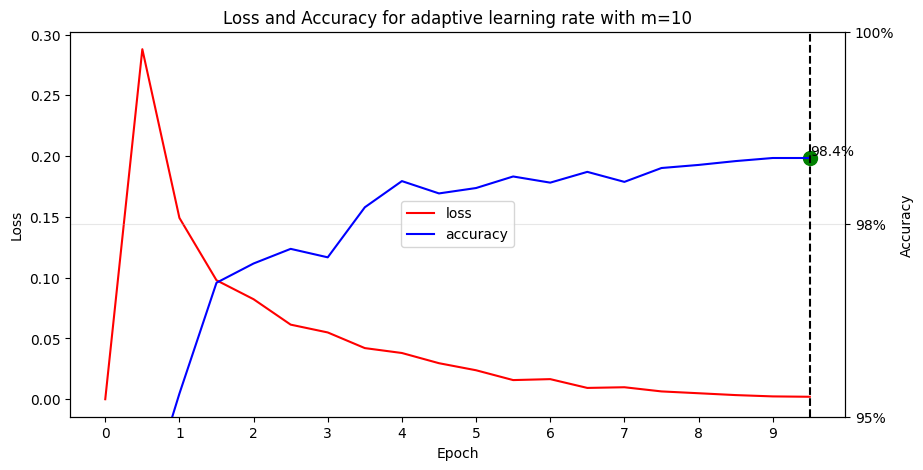 Loss and Accuracy for adaptive learning rate with m=10
0.30
0.25
0.20
0.15
0.10
0.05
0.00
Loss
100%
98%
95%
Accuracy
98.4%
loss
accuracy
0 1 2 3 4 5 6 7 8 9
Epoch